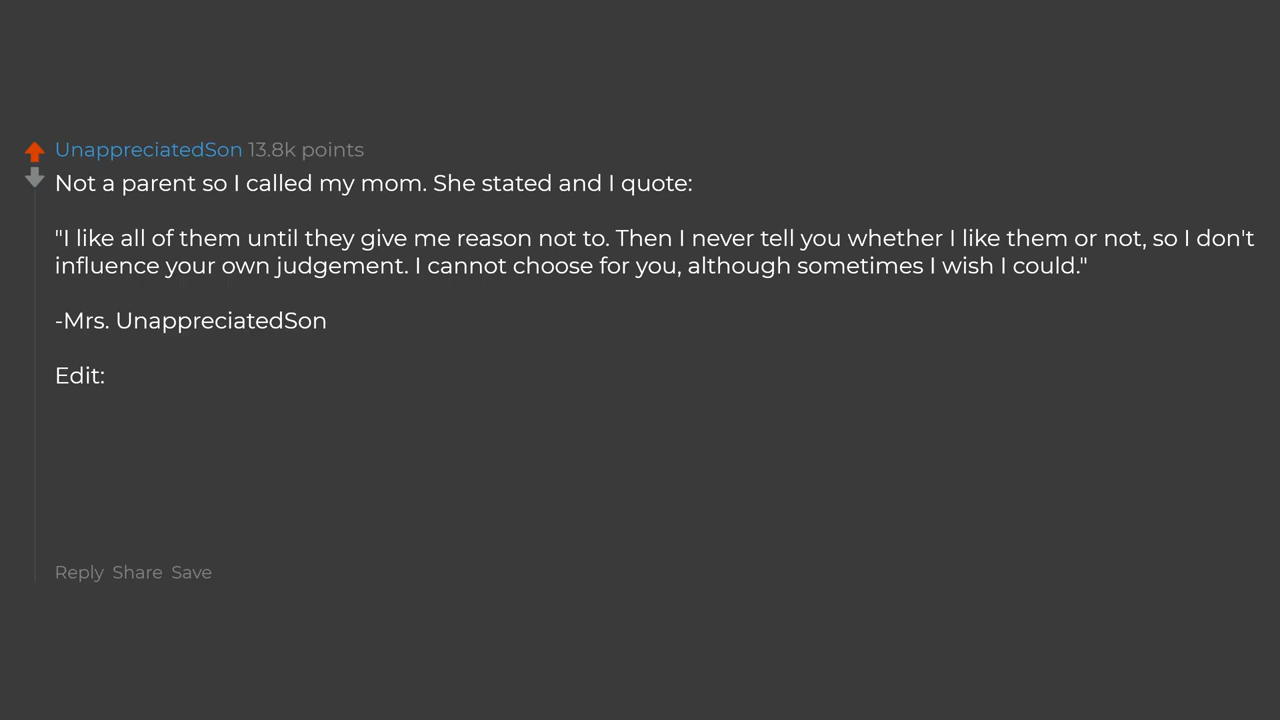 UnappreciatedSon 13.8k points
Not a parent so I called my mom. She stated and I quote:
"I like all of them until they give me reason not to. Then I never tell you whether I like them or not, so I don't
influence your own judgement. I cannot choose for you, although sometimes I wish I could."
-Mrs. UnappreciatedSon
Edit:
Reply Share Save